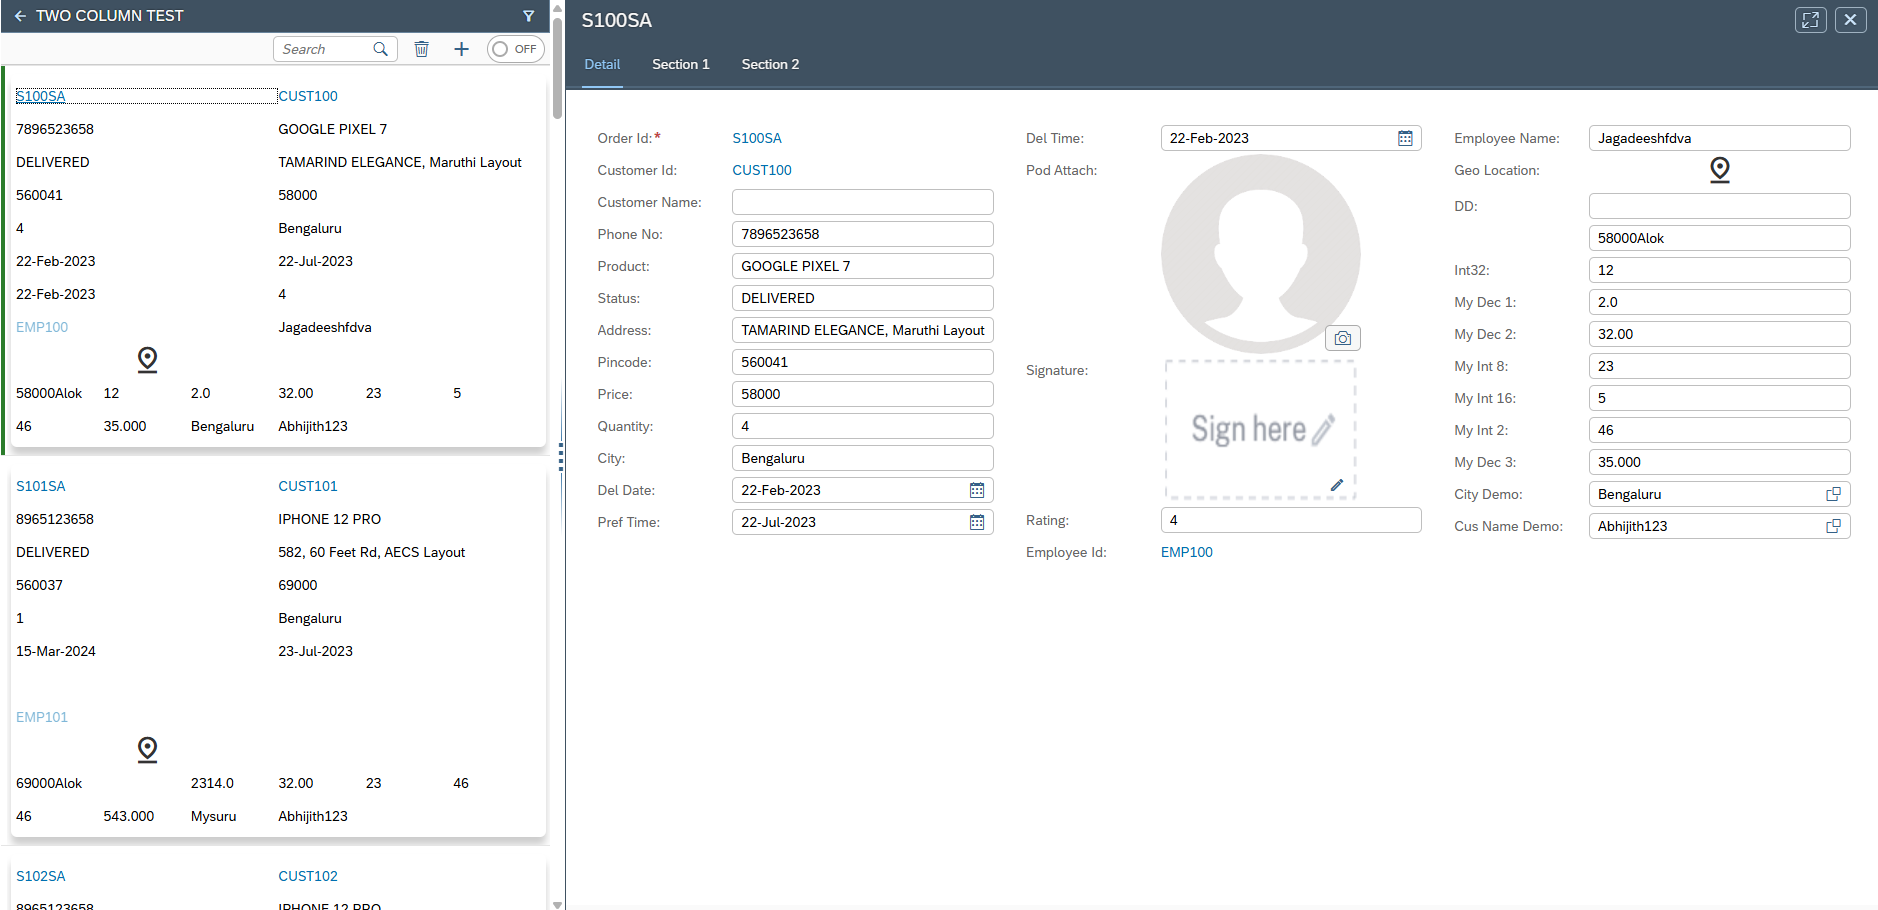 TWO COLUMN TEST
Search
OFF
S100SA CUST100
7896523658 GOOGLE PIXEL 7
DELIVERED TAMARIND ELEGANCE, Maruthi Layout
560041 58000
4 Bengaluru
22-Feb-2023 22-Jul-2023
22-Feb-2023 4
EMP100 Jagadeeshfdva
58000Alok 12 2.0 32.00 23 5
46 35.000 Bengaluru Abhijith123
S101SA CUST101
8965123658 IPHONE 12 PRO
DELIVERED 582, 60 Feet Rd, AECS Layout
560037 69000
1 Bengaluru
15-Mar-2024 23-Jul-2023
EMP101
69000Alok 2314.0 32.00 23 46
46 543.000 Mysuru Abhijith123
S102SA CUST102
8965123658 IPHONE 12 PRO
S100SA
Detail Section 1 Section 2
Order Id:* S100SA
Customer Id: CUST100
Customer Name:
Phone No: 7896523658
Product: GOOGLE PIXEL 7
Status: DELIVERED
Address: TAMARIND ELEGANCE, Maruthi Layout
Pincode: 560041
Price: 58000
Quantity: 4
City: Bengaluru
Del Date: 22-Feb-2023
Pref Time: 22-Jul-2023
Del Time: 22-Feb-2023
Pod Attach:
Signature:
Sign here
Rating: 4
Employee Id: EMP100
Employee Name: Jagadeeshfdva
Geo Location:
DD:
58000Alok
Int32: 12
My Dec 1: 2.0
My Dec 2: 32.00
My Int 8: 23
My Int 16: 5
My Int 2: 46
My Dec 3: 35.000
City Demo: Bengaluru
Cus Name Demo: Abhijith123